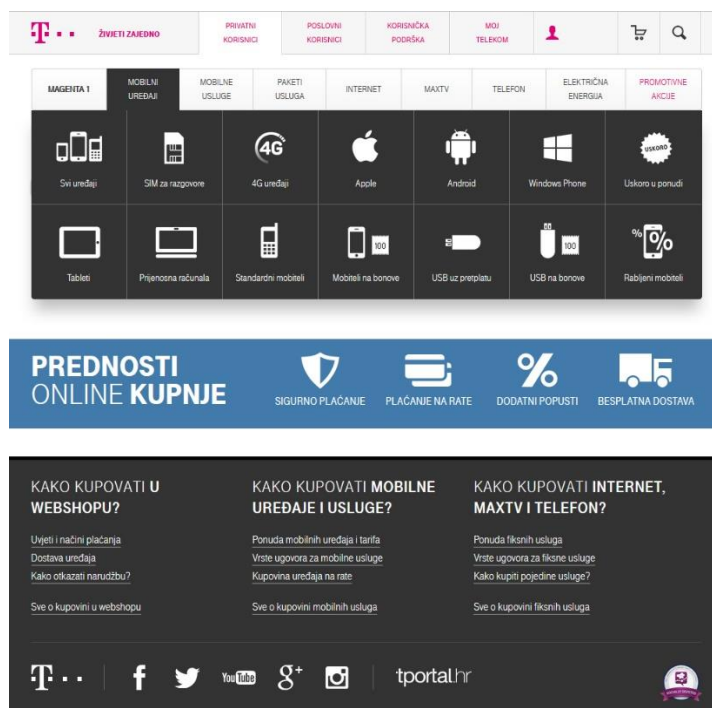 T
ŽIVJETI ZAJEDNO
PRIVATNI
KORISNICI
POSLOVNI
KORISNICI
KORISNIČKA
PODRŠKA
MOJ
TELEKOM
MAGENTA 1
MOBILNI
UREĐAJI
MOBILNE
USLUGE
PAKETI
USLUGA
INTERNET
MAXTV
TELEFON
ELEKTRIČNA
ENERGIJA
PROMOTIVNE
AKCIJE
4G
USKORO
Svi uređaji
SIM za razgovore
4G uređaji
Apple
Android
Windows Phone
Uskoro u ponudi
100
100
% %
Tableti
Prijenosna računala
Standardni mobiteli
Mobiteli na bonove
USB uz pretplatu
USB na bonove
Rabljeni mobiteli
PREDNOSTI
ONLINE KUPNJE
%
SIGURNO PLAĆANJE
PLAĆANJE NA RATE
DODATNI POPUSTI
BESPLATNA DOSTAVA
KAKO KUPOVATI U
WEBSHOPU?
Uvjeti i načini plaćanja
Dostava uređaja
Kako otkazati narudžbu?
Sve o kupovini u webshopu
KAKO KUPOVATI MOBILNE
UREĐAJE I USLUGE?
Ponuda mobilnih uređaja i tarifa
Vrste ugovora za mobilne usluge
Kupovina uređaja na rate
Sve o kupovini mobilnih usluga
KAKO KUPOVATI INTERNET,
MAXTV I TELEFON?
Ponuda fiksnih usluga
Vrste ugovora za fiksne usluge
Kako kupiti pojedine usluge?
Sve o kupovini fiksnih usluga
T
f
You Tube
g+
tportal.hr